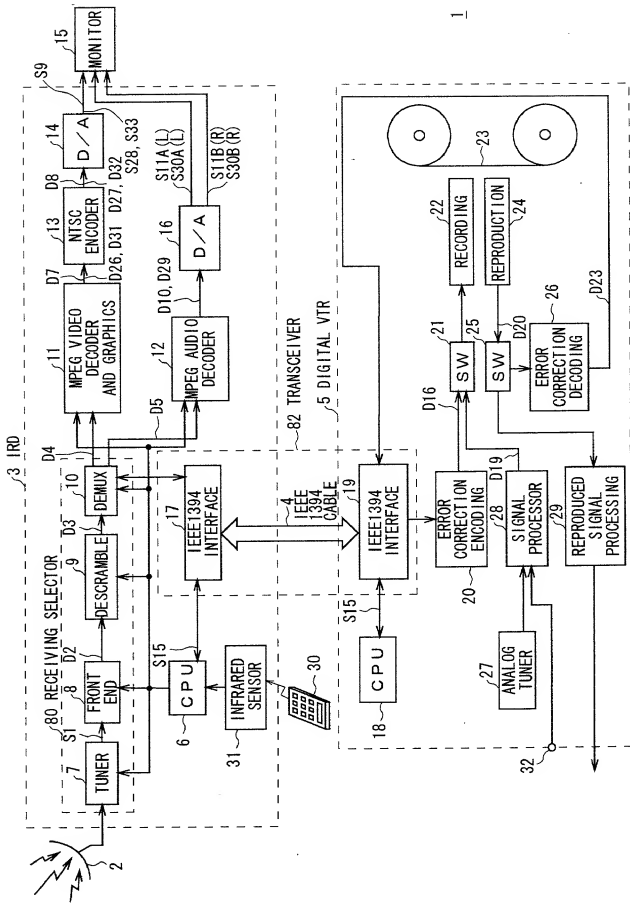 1
3 IRD
80 RECEIVING SELECTOR
2
7
TUNER
S1
8
FRONT
END
D2
9
DESCRAMBLE
D3
10
DEMUX
D4
D5
11
MPEG VIDEO
DECODER
AND GRAPHICS
D7
D26, D31
13
NTSC
ENCODER
D8
D27, D32
14
D/A
S9
S28, S33
15
MONITOR
12
MPEG AUDIO
DECODER
D10, D29
16
D/A
S11A(L)
S30A(L)
S11B(R)
S30B(R)
6
CPU
S15
17
IEEE1394
INTERFACE
31
INFRARED
SENSOR
30
82 TRANSCEIVER
4
IEEE
1394 CABLE
5 DIGITAL VTR
18
CPU
S15
19
IEEE1394
INTERFACE
20
ERROR
CORRECTION
ENCODING
D16
21
SW
22
RECORDING
23
24
REPRODUCTION
D20
25
SW
26
ERROR
CORRECTION
DECODING
D23
27
ANALOG
TUNER
28
SIGNAL
PROCESSOR
D19
29
REPRODUCED
SIGNAL
PROCESSING
32